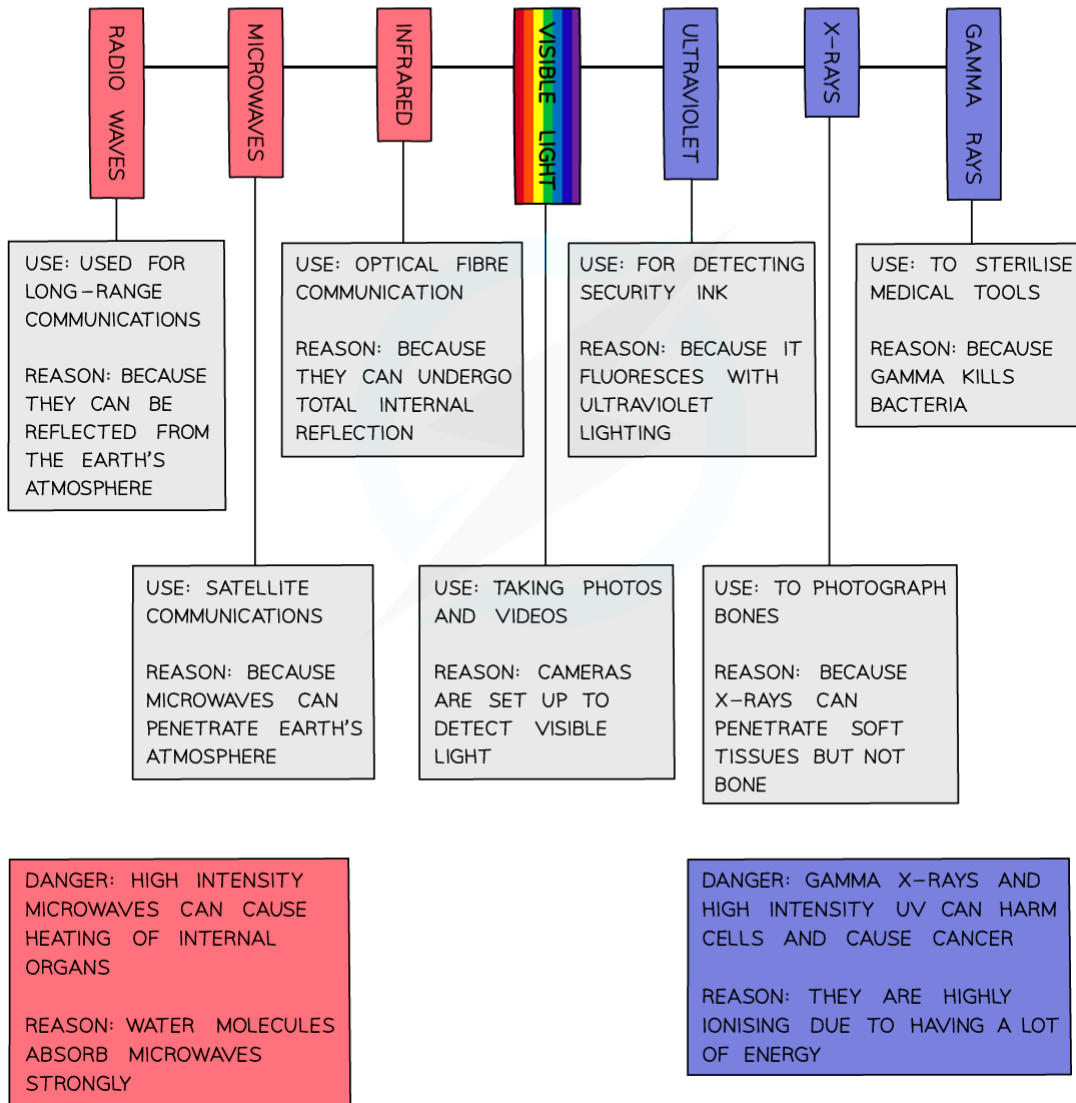 RADIO WAVES
MICROWAVES
INFRARED
VISIBLE LIGHT
ULTRAVIOLET
X-RAYS
GAMMA RAYS
USE: USED FOR
LONG-RANGE
COMMUNICATIONS
REASON: BECAUSE
THEY CAN BE
REFLECTED FROM
THE EARTH'S
ATMOSPHERE
USE: OPTICAL FIBRE
COMMUNICATION
REASON: BECAUSE
THEY CAN UNDERGO
TOTAL INTERNAL
REFLECTION
USE: FOR DETECTING
SECURITY INK
REASON: BECAUSE IT
FLUORESCES WITH
ULTRAVIOLET
LIGHTING
USE: TO STERILISE
MEDICAL TOOLS
REASON: BECAUSE
GAMMA KILLS
BACTERIA
USE: SATELLITE
COMMUNICATIONS
REASON: BECAUSE
MICROWAVES CAN
PENETRATE EARTH'S
ATMOSPHERE
USE: TAKING PHOTOS
AND VIDEOS
REASON: CAMERAS
ARE SET UP TO
DETECT VISIBLE
LIGHT
USE: TO PHOTOGRAPH
BONES
REASON: BECAUSE
X-RAYS CAN
PENETRATE SOFT
TISSUES BUT NOT
BONE
DANGER: HIGH INTENSITY
MICROWAVES CAN CAUSE
HEATING OF INTERNAL
ORGANS
REASON: WATER MOLECULES
ABSORB MICROWAVES
STRONGLY
DANGER: GAMMA X-RAYS AND
HIGH INTENSITY UV CAN HARM
CELLS AND CAUSE CANCER
REASON: THEY ARE HIGHLY
IONISING DUE TO HAVING A LOT
OF ENERGY